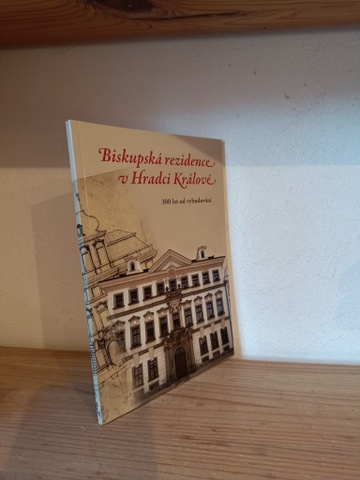 Biskupská rezidence
v Hradci Králové
300 let od vybudování